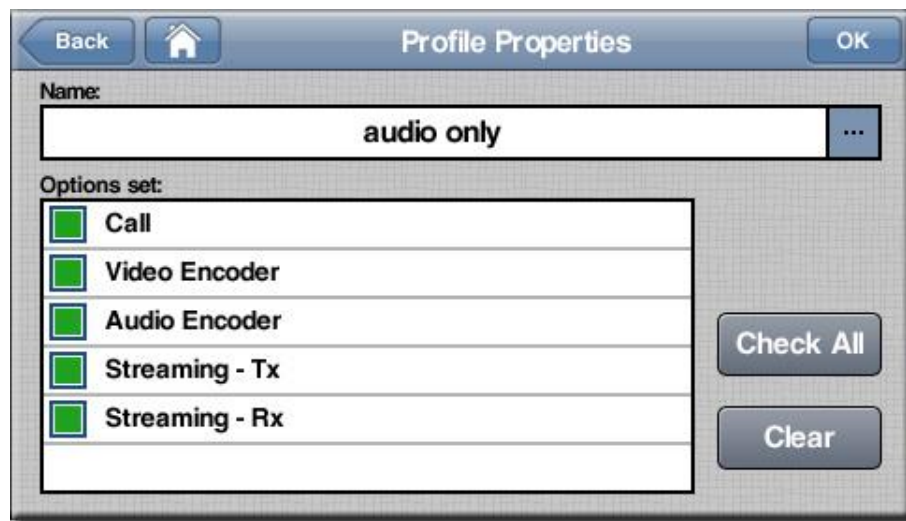 Back
Profile Properties
OK
Name:
audio only
...
Options set:
Call
Video Encoder
Audio Encoder
Streaming - Tx
Streaming - Rx
Check All
Clear